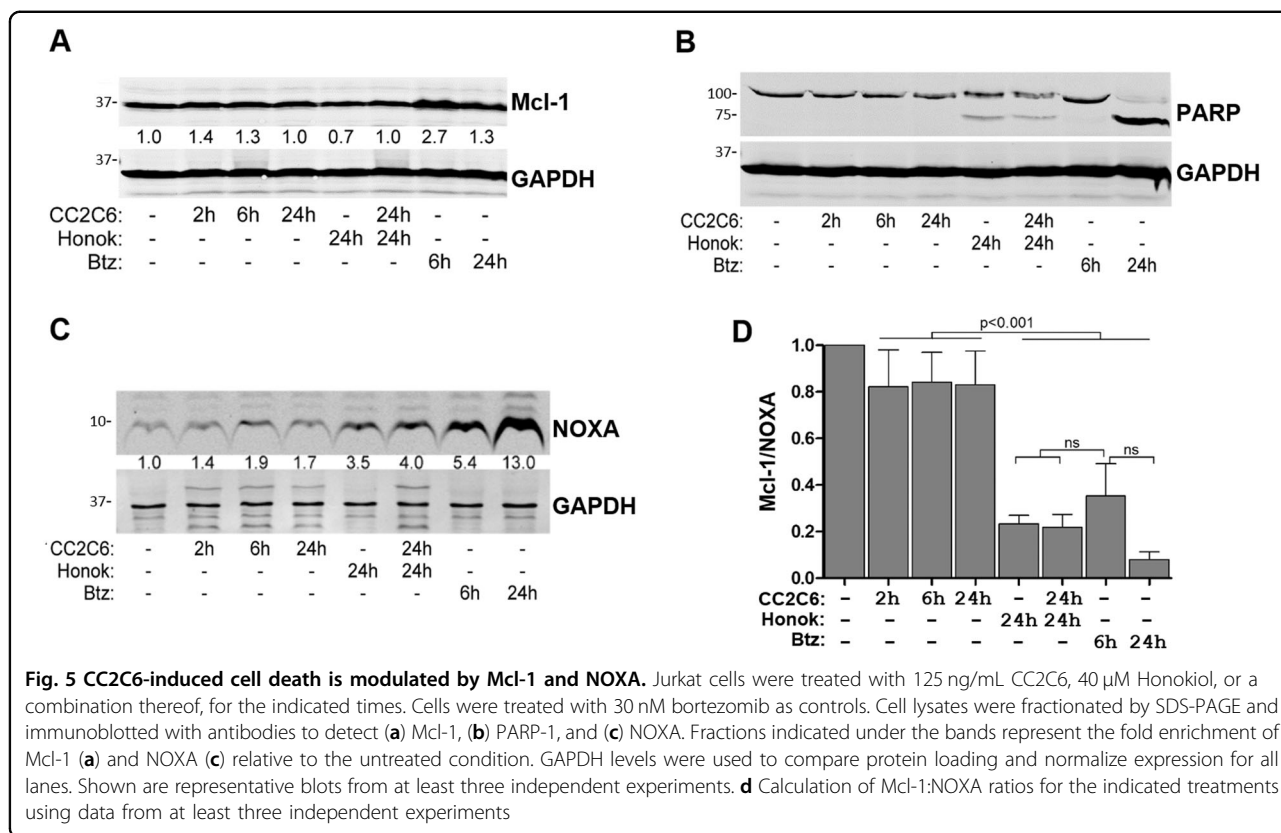 A
37-
Mcl-1
1.0 1.4 1.3 1.0 0.7 1.0 2.7 1.3
37-
GAPDH
CC2C6: - 2h 6h 24h - 24h - -
Honok: - - - - 24h 24h - -
Btz: - - - - - - 6h 24h
B
100-
75-
PARP
37-
GAPDH
CC2C6: - 2h 6h 24h - 24h - -
Honok: - - - - 24h 24h - -
Btz: - - - - - - 6h 24h
C
10-
NOXA
1.0 1.4 1.9 1.7 3.5 4.0 5.4 13.0
37-
GAPDH
CC2C6: - 2h 6h 24h - 24h - -
Honok: - - - - 24h 24h - -
Btz: - - - - - - 6h 24h
D
p<0.001
1.0
0.8
0.6
0.4
0.2
0.0
Mcl-1/NOXA
ns
ns
CC2C6: – 2h 6h 24h – 24h – –
Honok: – – – – 24h 24h – –
Btz: – – – – – – 6h 24h
Fig. 5 CC2C6-induced cell death is modulated by Mcl-1 and NOXA. Jurkat cells were treated with 125 ng/mL CC2C6, 40 µM Honokiol, or a
combination thereof, for the indicated times. Cells were treated with 30 nM bortezomib as controls. Cell lysates were fractionated by SDS-PAGE and
immunoblotted with antibodies to detect (a) Mcl-1, (b) PARP-1, and (c) NOXA. Fractions indicated under the bands represent the fold enrichment of
Mcl-1 (a) and NOXA (c) relative to the untreated condition. GAPDH levels were used to compare protein loading and normalize expression for all
lanes. Shown are representative blots from at least three independent experiments. d Calculation of Mcl-1:NOXA ratios for the indicated treatments
using data from at least three independent experiments